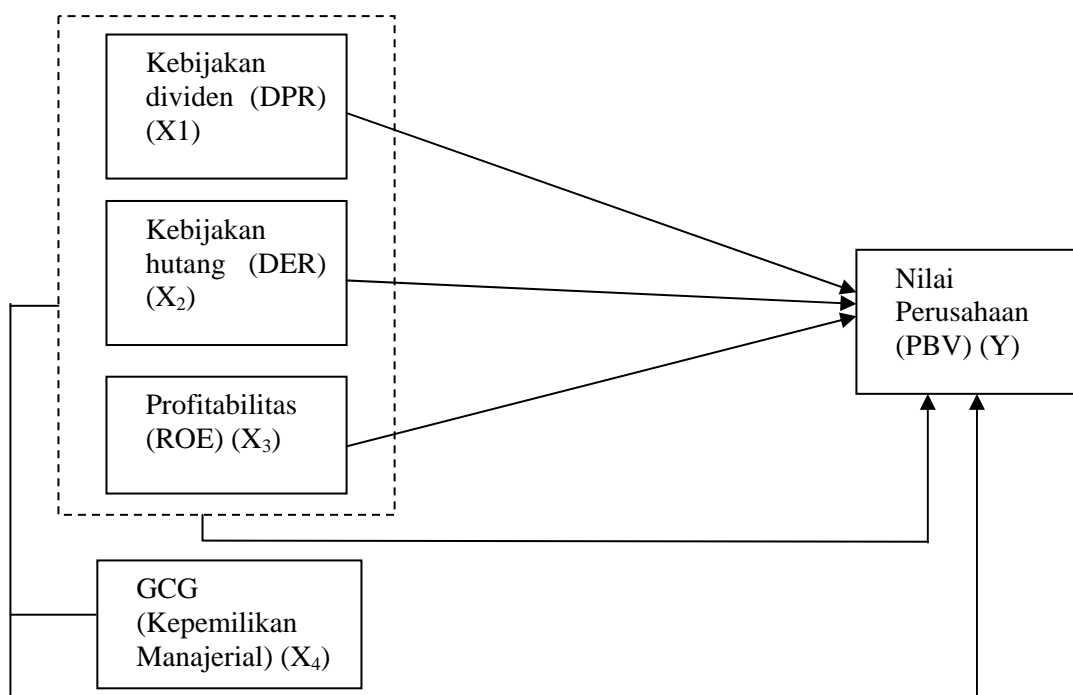 Kebijakan
dividen (DPR)
(X1)
Kebijakan
hutang (DER)
(X₂)
Profitabilitas
(ROE) (X₃)
GCG
(Kepemilikan
Manajerial) (X₄)
Nilai
Perusahaan
(PBV) (Y)